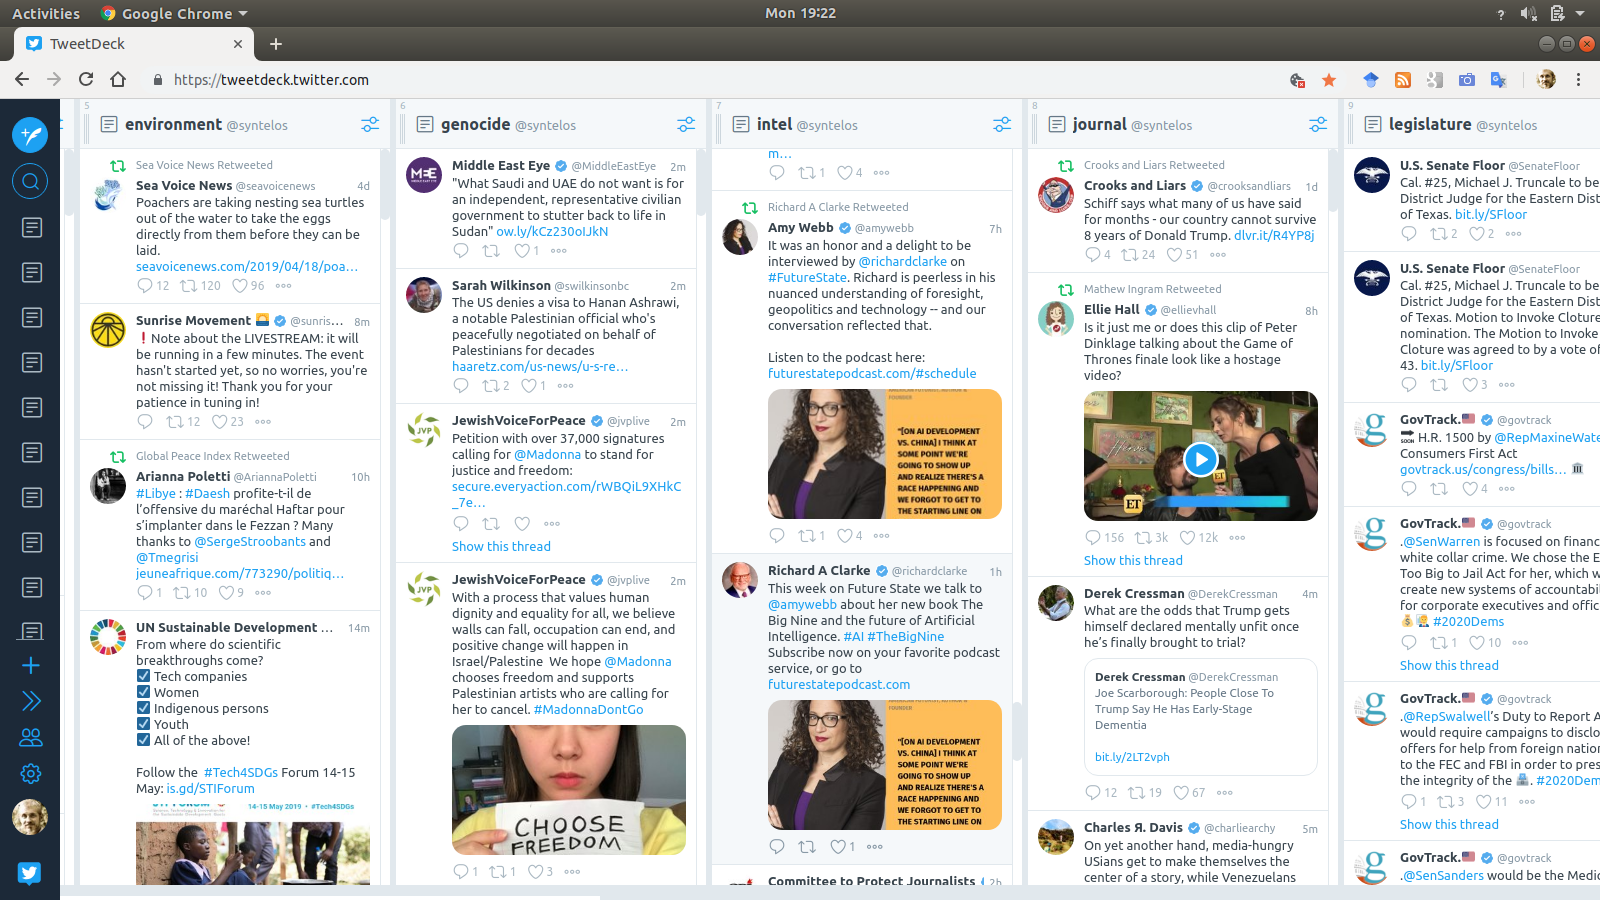 Activities
Google Chrome
Mon 19:22
TweetDeck
https://tweetdeck.twitter.com
5
environment @syntelos
Sea Voice News Retweeted
Sea Voice News @seavoicenews 4d
Poachers are taking nesting sea turtles
out of the water to take the eggs
directly from them before they can be
laid.
seavoicenews.com/2019/04/18/poa…
12 120 96
Sunrise Movement @sunris… 8m
❗Note about the LIVESTREAM: it will
be running in a few minutes. The event
hasn't started yet, so no worries, you're
not missing it! Thank you for your
patience in tuning in!
12 23
Global Peace Index Retweeted
Arianna Poletti @AriannaPoletti 10h
#Libye : #Daesh profite-t-il de
l'offensive du maréchal Haftar pour
s'implanter dans le Fezzan ? Many
thanks to @SergeStroobants and
@Tmegrisi
jeuneafrique.com/773290/politiq…
1 10 9
UN Sustainable Development … 14m
From where do scientific
breakthroughs come?
☑ Tech companies
☑ Women
☑ Indigenous persons
☑ Youth
☑ All of the above!
Follow the #Tech4SDGs Forum 14-15
May: is.gd/STIForum
14-15 MAY 2019 • #Tech4SDGs
6
genocide @syntelos
MEE
Middle East Eye @MiddleEastEye 2m
"What Saudi and UAE do not want is for
an independent, representative civilian
government to stutter back to life in
Sudan" ow.ly/kCz230oIJkN
1
Sarah Wilkinson @swilkinsonbc 2m
The US denies a visa to Hanan Ashrawi,
a notable Palestinian official who's
peacefully negotiated on behalf of
Palestinians for decades
haaretz.com/us-news/u-s-re…
2 1
JVP
JewishVoiceForPeace @jvplive 2m
Petition with over 37,000 signatures
calling for @Madonna to stand for
justice and freedom:
secure.everyaction.com/rWBQiL9XHkC
_7e…
Show this thread
JVP
JewishVoiceForPeace @jvplive 2m
With a process that values human
dignity and equality for all, we believe
walls can fall, occupation can end, and
positive change will happen in
Israel/Palestine We hope @Madonna
chooses freedom and supports
Palestinian artists who are calling for
her to cancel. #MadonnaDontGo
CHOOSE
FREEDOM
1 1 3
7
intel @syntelos
m…
1 4
Richard A Clarke Retweeted
Amy Webb @amywebb 7h
It was an honor and a delight to be
interviewed by @richardclarke on
#FutureState. Richard is peerless in his
nuanced understanding of foresight,
geopolitics and technology -- and our
conversation reflected that.
Listen to the podcast here:
futurestatepodcast.com/#schedule
FOUNDER
"[ON AI DEVELOPMENT
VS. CHINA] I THINK AT
SOME POINT WE'RE
GOING TO SHOW UP
AND REALIZE THERE'S A
RACE HAPPENING AND
WE FORGOT TO GET TO
THE STARTING LINE ON
1 4
Richard A Clarke @richardclarke 1h
This week on Future State we talk to
@amywebb about her new book The
Big Nine and the future of Artificial
Intelligence. #AI #TheBigNine
Subscribe now on your favorite podcast
service, or go to
futurestatepodcast.com
FOUNDER
"[ON AI DEVELOPMENT
VS. CHINA] I THINK AT
SOME POINT WE'RE
GOING TO SHOW UP
AND REALIZE THERE'S A
RACE HAPPENING AND
WE FORGOT TO GET TO
THE STARTING LINE ON
1
Committee to Protect Journalists 2h
8
journal @syntelos
Crooks and Liars Retweeted
Crooks and Liars @crooksandliars 1d
Schiff says what many of us have said
for months - our country cannot survive
8 years of Donald Trump. dlvr.it/R4YP8j
4 24 51
Mathew Ingram Retweeted
Ellie Hall @ellievhall 8h
Is it just me or does this clip of Peter
Dinklage talking about the Game of
Thrones finale look like a hostage
video?
ET
ET
156 3k 12k
Show this thread
Derek Cressman @DerekCressman 4m
What are the odds that Trump gets
himself declared mentally unfit once
he's finally brought to trial?
Derek Cressman @DerekCressman
Joe Scarborough: People Close To
Trump Say He Has Early-Stage
Dementia
bit.ly/2LT2vph
12 19 67
Charles Я. Davis @charliearchy 5m
On yet another hand, media-hungry
USians get to make themselves the
center of a story, while Venezuelans
9
legislature @syntelos
U.S. Senate Floor @SenateFloor
Cal. #25, Michael J. Truncale to be
District Judge for the Eastern Dist
of Texas. bit.ly/SFloor
2 2
U.S. Senate Floor @SenateFloor
Cal. #25, Michael J. Truncale to be
District Judge for the Eastern Dist
of Texas. Motion to Invoke Cloture
nomination. The Motion to Invoke
Cloture was agreed to by a vote of
43. bit.ly/SFloor
3
GovTrack. @govtrack
🔜 H.R. 1500 by @RepMaxineWate
Consumers First Act
govtrack.us/congress/bills…
4
GovTrack. @govtrack
.@SenWarren is focused on financ
white collar crime. We chose the E
Too Big to Jail Act for her, which w
create new systems of accountabil
for corporate executives and offic
#2020Dems
1 10
Show this thread
GovTrack. @govtrack
.@RepSwalwell's Duty to Report A
would require campaigns to disclo
offers for help from foreign nation
to the FEC and FBI in order to pres
the integrity of the . #2020Dem
1 3 11
Show this thread
GovTrack. @govtrack
.@SenSanders would be the Medic